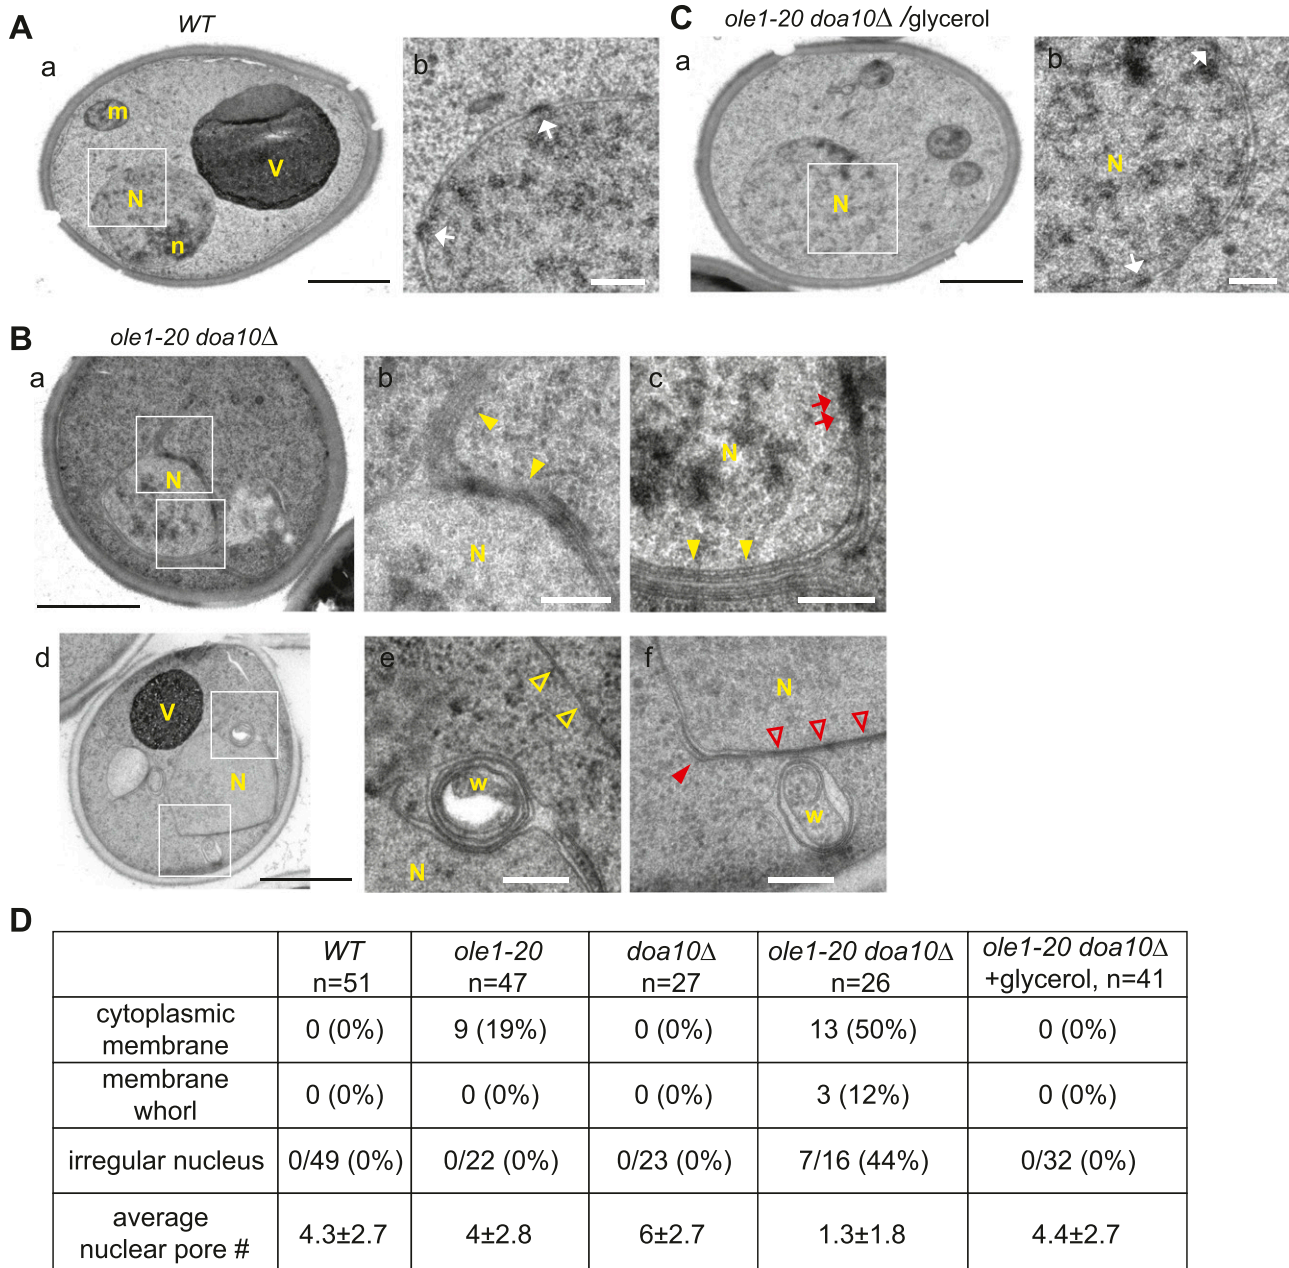 A
WT
a
m
N
n
V
b
C
ole1-20 doa10Δ /glycerol
a
N
b
N
B
ole1-20 doa10Δ
a
N
b
N
c
N
d
V
N
e
w
N
f
N
w
D
WT
n=51
ole1-20
n=47
doa10Δ
n=27
ole1-20 doa10Δ
n=26
ole1-20 doa10Δ
+glycerol, n=41
cytoplasmic
membrane
0 (0%)
9 (19%)
0 (0%)
13 (50%)
0 (0%)
membrane
whorl
0 (0%)
0 (0%)
0 (0%)
3 (12%)
0 (0%)
irregular nucleus
0/49 (0%)
0/22 (0%)
0/23 (0%)
7/16 (44%)
0/32 (0%)
average
nuclear pore #
4.3±2.7
4±2.8
6±2.7
1.3±1.8
4.4±2.7